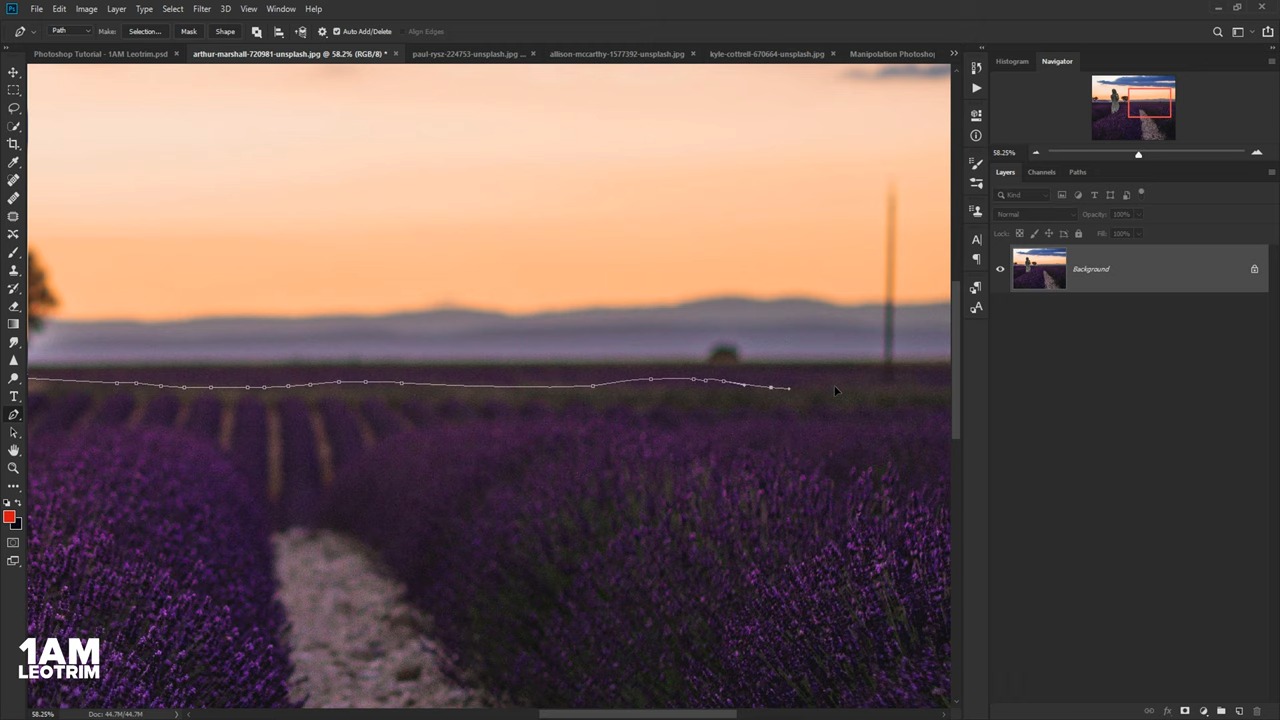 Ps File Edit Image Layer Type Select Filter 3D View Window Help
Path Make: Selection... Mask Shape Auto Add/Delete Align Edges
Photoshop Tutorial - 1AM Leotrim.psd × arthur-marshall-720981-unsplash.jpg @ 58.2% (RGB/8) * × paul-rysz-224753-unsplash.jpg ... × allison-mccarthy-1577392-unsplash.jpg × kyle-cottrell-670664-unsplash.jpg × Manipulation Photoshop
Histogram Navigator
58.25%
Layers Channels Paths
Kind
Normal Opacity: 100%
Lock: Fill: 100%
Background
1AM
LEOTRIM
58.25% Doc: 44.7M/44.7M